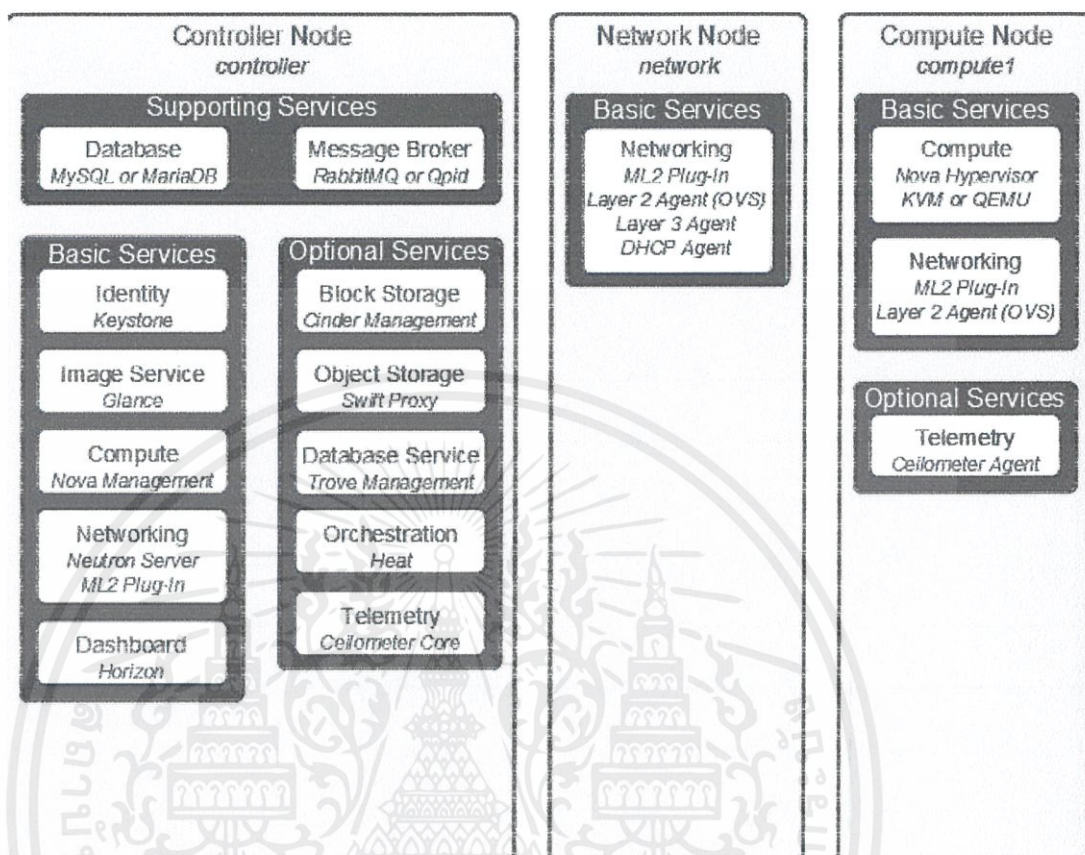 Controller Node
controller
Supporting Services
Database
MySQL or MariaDB
Message Broker
RabbitMQ or Qpid
Basic Services
Identity
Keystone
Image Service
Glance
Compute
Nova Management
Networking
Neutron Server
ML2 Plug-In
Dashboard
Horizon
Optional Services
Block Storage
Cinder Management
Object Storage
Swift Proxy
Database Service
Trove Management
Orchestration
Heat
Telemetry
Ceilometer Core
Network Node
network
Basic Services
Networking
ML2 Plug-In
Layer 2 Agent (OVS)
Layer 3 Agent
DHCP Agent
Compute Node
compute1
Basic Services
Compute
Nova Hypervisor
KVM or QEMU
Networking
ML2 Plug-In
Layer 2 Agent (OVS)
Optional Services
Telemetry
Ceilometer Agent